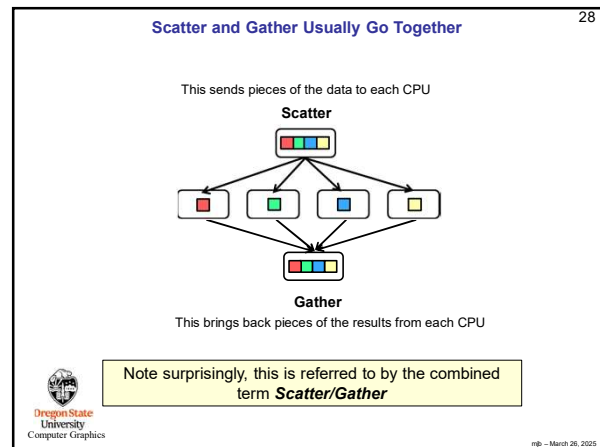 28
Scatter and Gather Usually Go Together
This sends pieces of the data to each CPU
Scatter
Gather
This brings back pieces of the results from each CPU
Note surprisingly, this is referred to by the combined
term Scatter/Gather
Oregon State
University
Computer Graphics
mjb – March 26, 2025